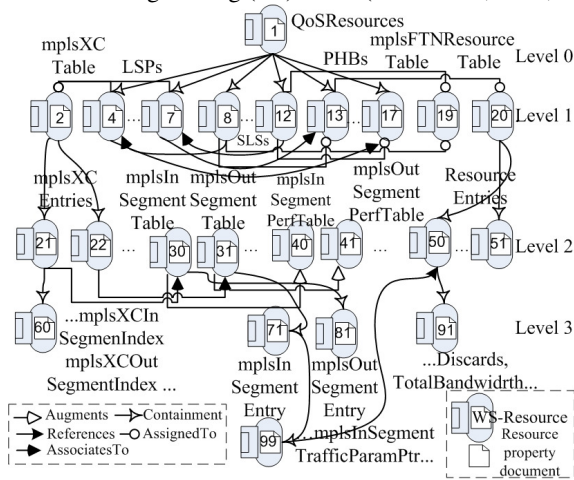 QoSResources
1
mplsXC
Table
LSPs
PHBs
mplsFTNResource
Table
Table
Level 0
2
4
...
7
8
...
12
13
...
17
19
20
Level 1
SLSs
mplsXC
Entries
mplsIn
Segment
Table
mplsOut
Segment
Table
mplsIn
Segment
PerfTable
mplsOut
Segment
PerfTable
Resource
Entries
21
22
...
30
31
...
40
41
...
50
...
51
Level 2
60
...mplsXCIn
SegmenIndex
mplsXCOut
SegmentIndex ...
71
81
91
Level 3
mplsIn
Segment
Entry
mplsOut
Segment
Entry
...Discards,
TotalBandwidrth...
99
...mplsInSegment
TrafficParamPtr...
Augments
Containment
References
AssignedTo
AssociatesTo
WS-Resource
Resource
property
document